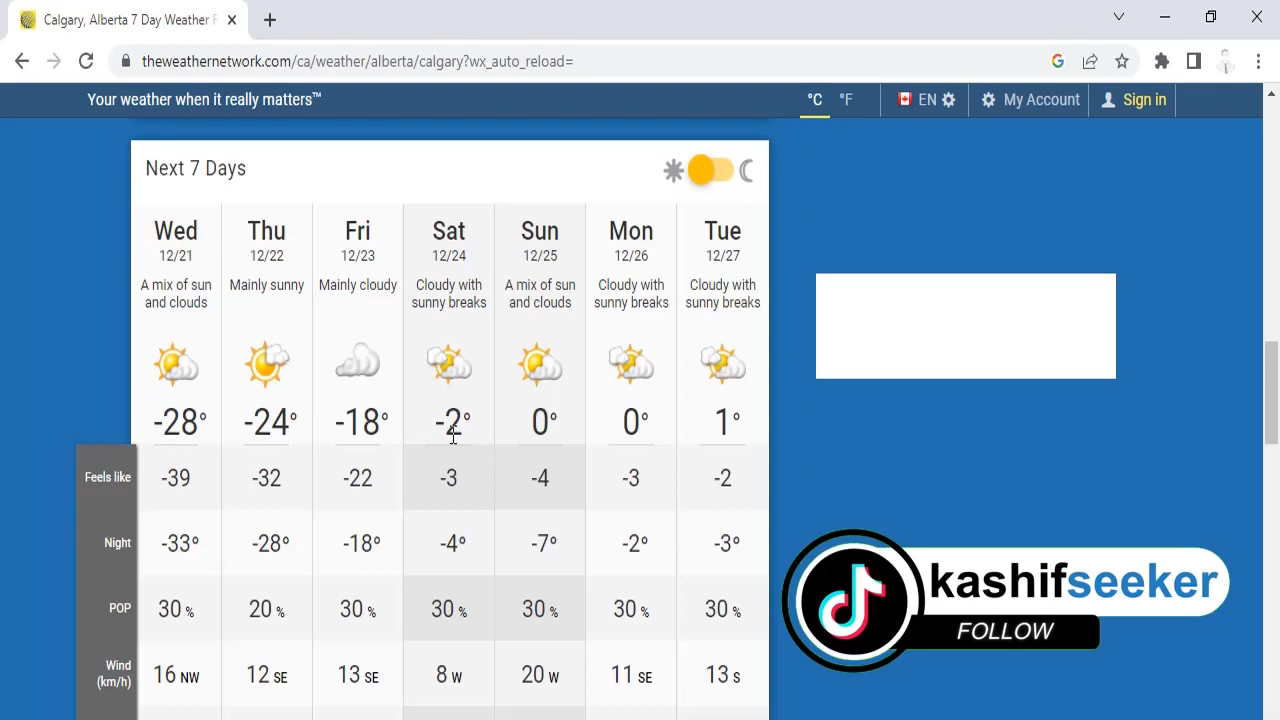 Calgary, Alberta 7 Day Weather F
theweathernetwork.com/ca/weather/alberta/calgary?wx_auto_reload=
Your weather when it really matters™
°C °F EN My Account Sign in
Next 7 Days
Wed Thu Fri Sat Sun Mon Tue
12/21 12/22 12/23 12/24 12/25 12/26 12/27
A mix of sun Mainly sunny Mainly cloudy Cloudy with A mix of sun Cloudy with Cloudy with
and clouds sunny breaks and clouds sunny breaks sunny breaks
-28° -24° -18° -2° 0° 0° 1°
Feels like -39 -32 -22 -3 -4 -3 -2
Night -33° -28° -18° -4° -7° -2° -3°
POP 30 % 20 % 30 % 30 % 30 % 30 % 30 %
Wind
(km/h) 16 NW 12 SE 13 SE 8 W 20 W 11 SE 13 S
kashifseeker
FOLLOW